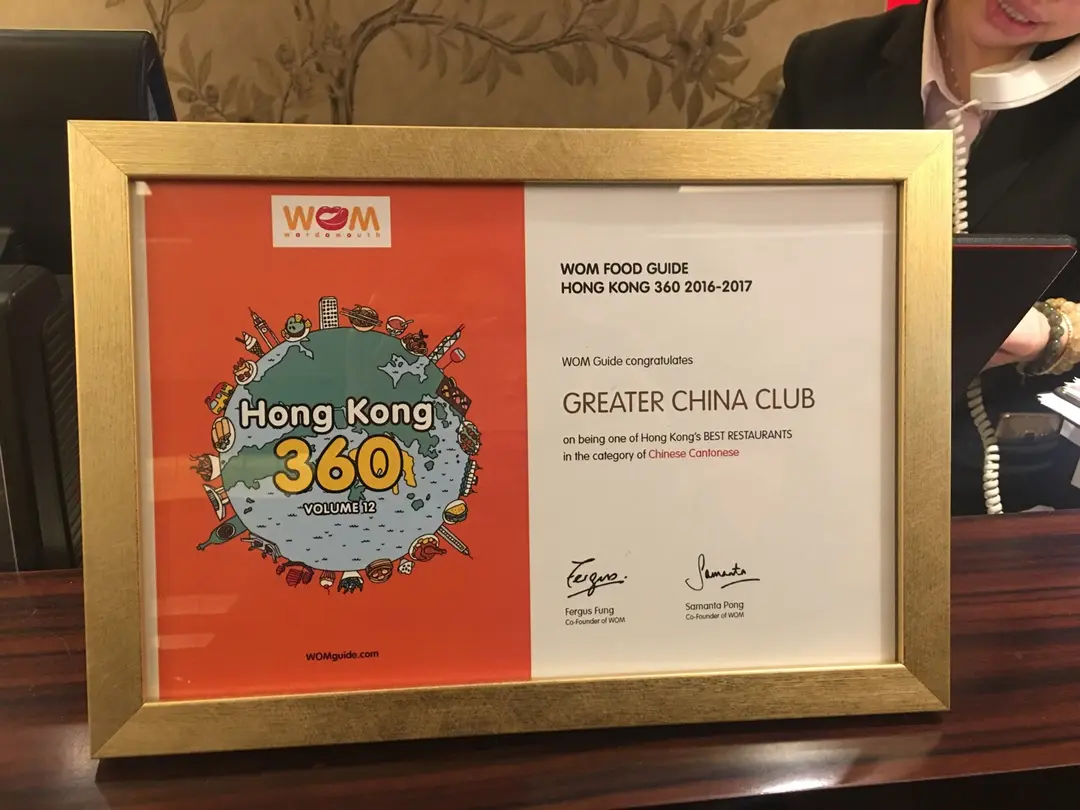 WOM
wordamouth
Hong Kong
360
VOLUME 12
WOMguide.com
WOM FOOD GUIDE
HONG KONG 360 2016-2017
WOM Guide congratulates
GREATER CHINA CLUB
on being one of Hong Kong's BEST RESTAURANTS
in the category of Chinese Cantonese
Fergus.
Samanta
Fergus Fung
Co-Founder of WOM
Samanta Pong
Co-Founder of WOM